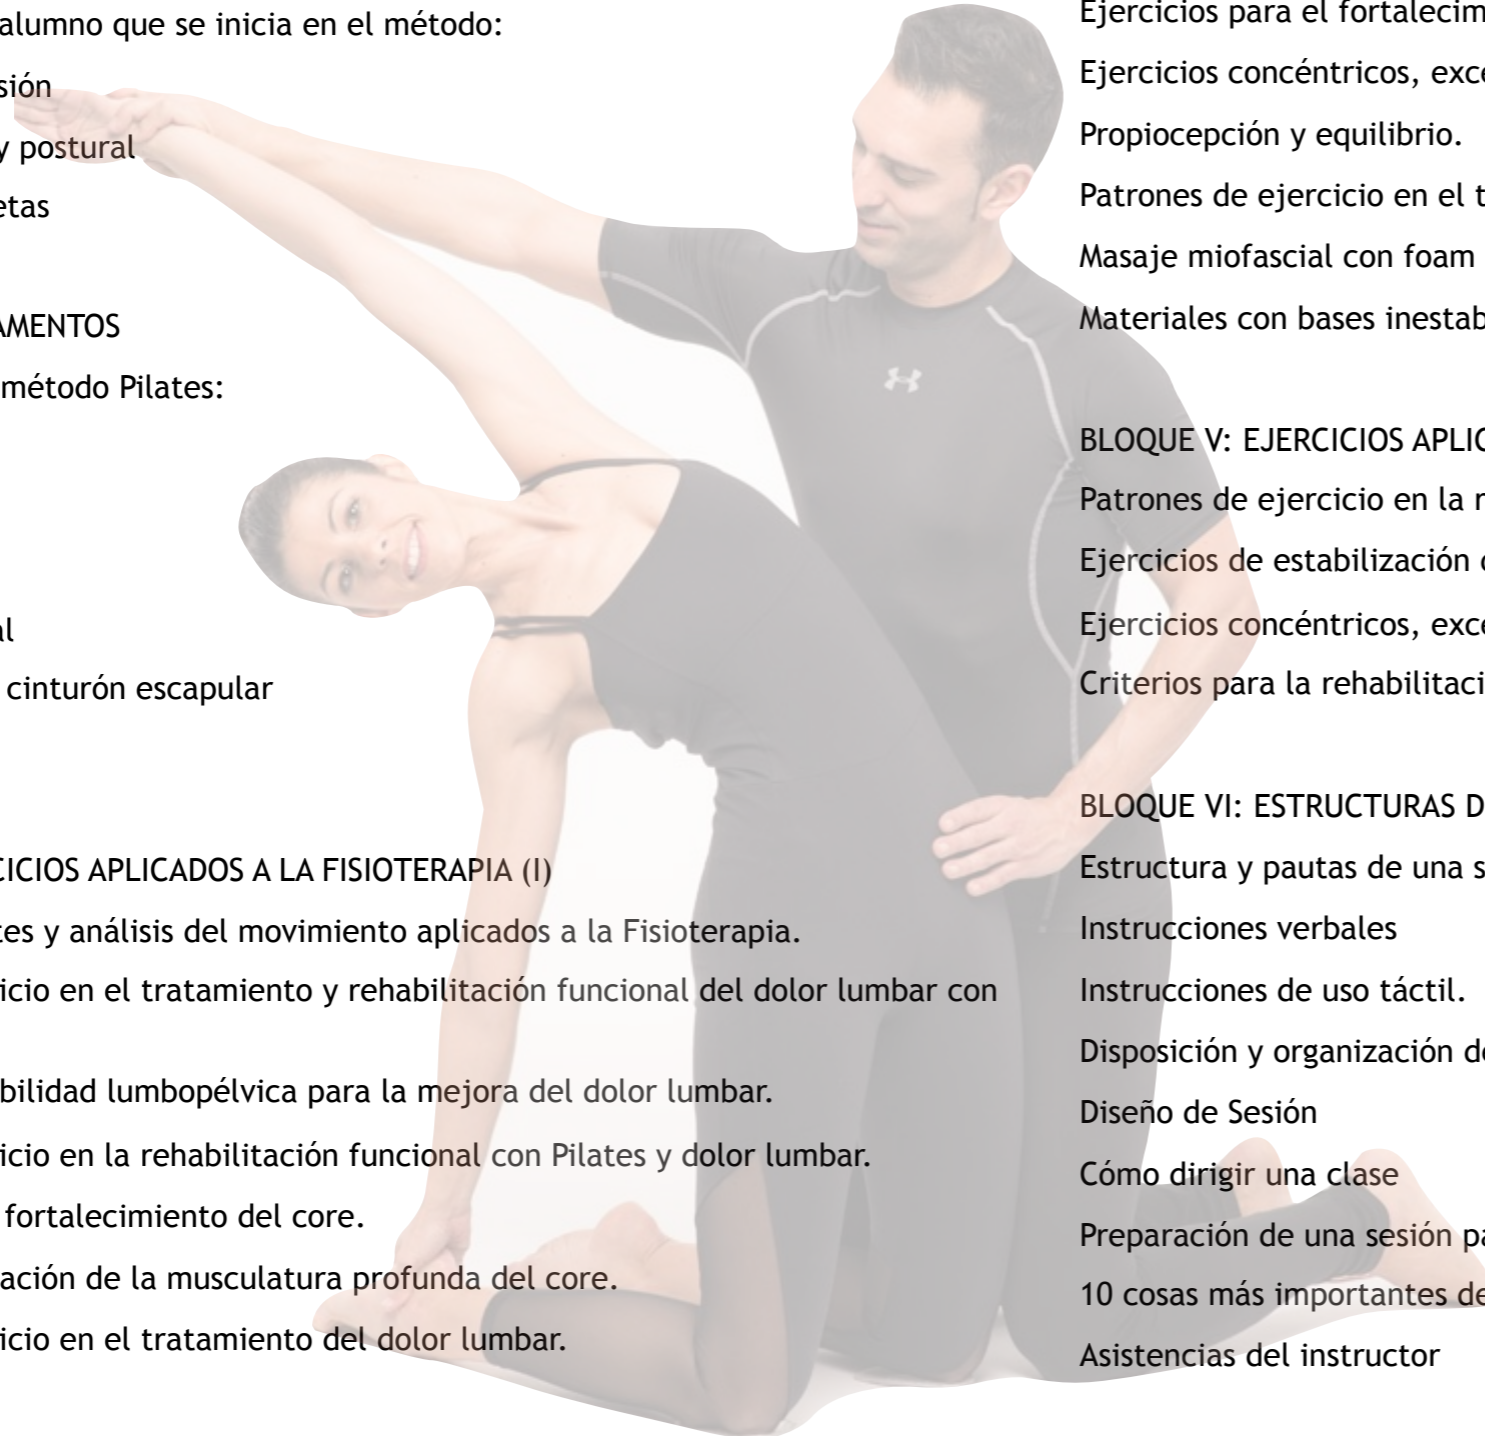 alumno que se inicia en el método:
sión
y postural
etas
AMENTOS
método Pilates:
al
cinturón escapular
CICIOS APLICADOS A LA FISIOTERAPIA (I)
tes y análisis del movimiento aplicados a la Fisioterapia.
icio en el tratamiento y rehabilitación funcional del dolor lumbar con
bilidad lumbopélvica para la mejora del dolor lumbar.
icio en la rehabilitación funcional con Pilates y dolor lumbar.
fortalecimiento del core.
ación de la musculatura profunda del core.
icio en el tratamiento del dolor lumbar.
Ejercicios para el fortalecim
Ejercicios concéntricos, exc
Propiocepción y equilibrio.
Patrones de ejercicio en el t
Masaje miofascial con foam
Materiales con bases inestab
BLOQUE V: EJERCICIOS APLIC
Patrones de ejercicio en la r
Ejercicios de estabilización
Ejercicios concéntricos, exc
Criterios para la rehabilitaci
BLOQUE VI: ESTRUCTURAS D
Estructura y pautas de una s
Instrucciones verbales
Instrucciones de uso táctil.
Disposición y organización d
Diseño de Sesión
Cómo dirigir una clase
Preparación de una sesión pa
10 cosas más importantes de
Asistencias del instructor